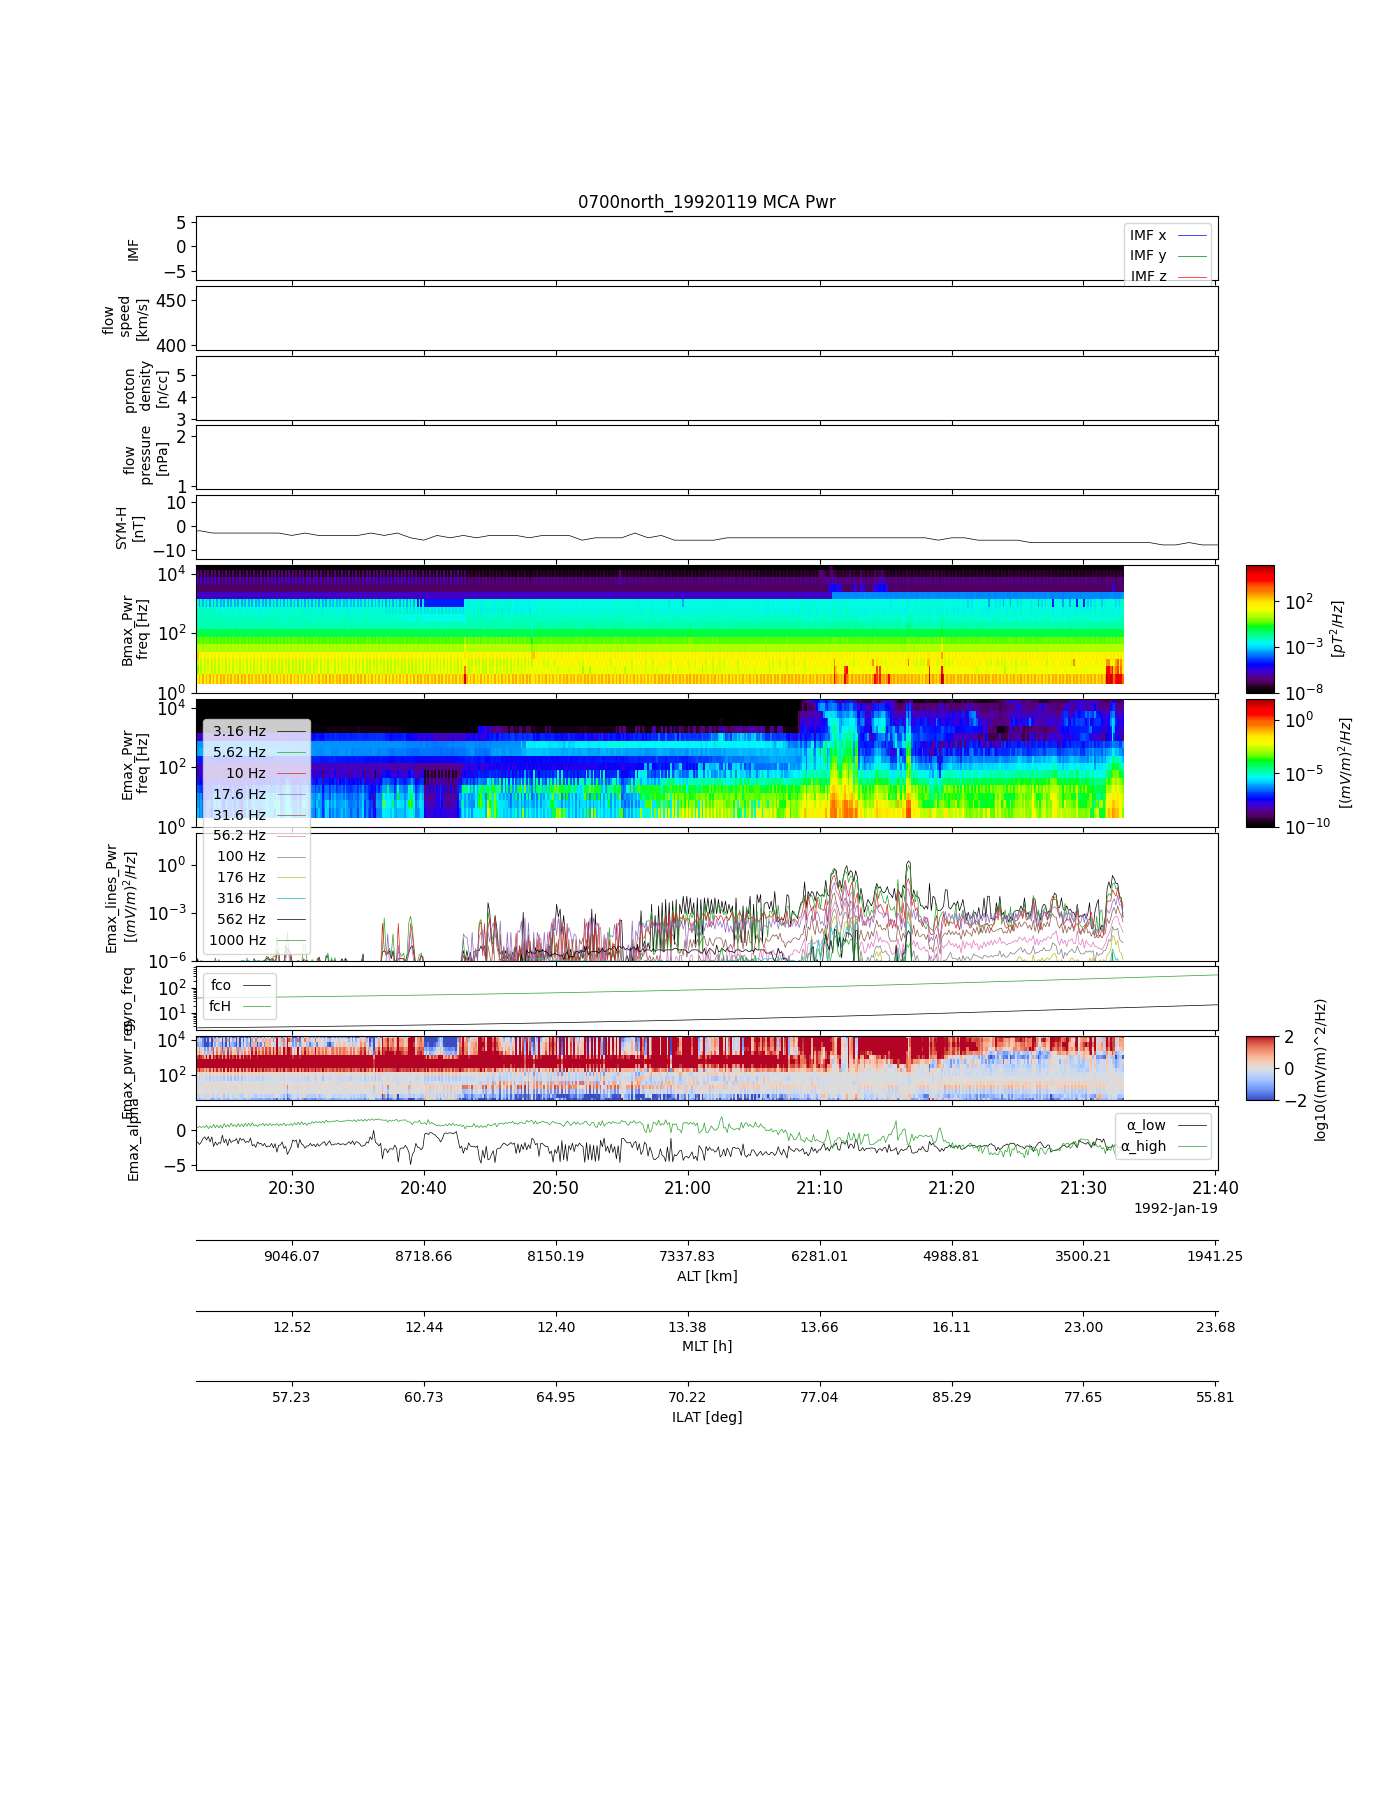 0700north_19920119 MCA Pwr
5
0
−5
IMF
IMF x
IMF y
IMF z
450
400
flow
speed
[km/s]
5
4
3
proton
density
[n/cc]
2
1
flow
pressure
[nPa]
10
0
−10
SYM-H
[nT]
10^4
10^2
10^0
Bmax_Pwr
freq [Hz]
10^2
10^−3
10^−8
[pT^2/Hz]
10^4
10^2
10^0
Emax_Pwr
freq [Hz]
10^0
10^−5
10^−10
[(mV/m)^2/Hz]
3.16 Hz
5.62 Hz
10 Hz
17.6 Hz
31.6 Hz
56.2 Hz
100 Hz
176 Hz
316 Hz
562 Hz
1000 Hz
10^0
10^−3
10^−6
Emax_lines_Pwr
[(mV/m)^2/Hz]
10^2
10^1
gyro_freq
fco
fcH
10^4
10^2
Emax_pwr_reg
2
0
−2
log10((mV/m)^2/Hz)
0
−5
Emax_alpha
α_low
α_high
20:30 20:40 20:50 21:00 21:10 21:20 21:30 21:40
1992-Jan-19
9046.07 8718.66 8150.19 7337.83 6281.01 4988.81 3500.21 1941.25
ALT [km]
12.52 12.44 12.40 13.38 13.66 16.11 23.00 23.68
MLT [h]
57.23 60.73 64.95 70.22 77.04 85.29 77.65 55.81
ILAT [deg]